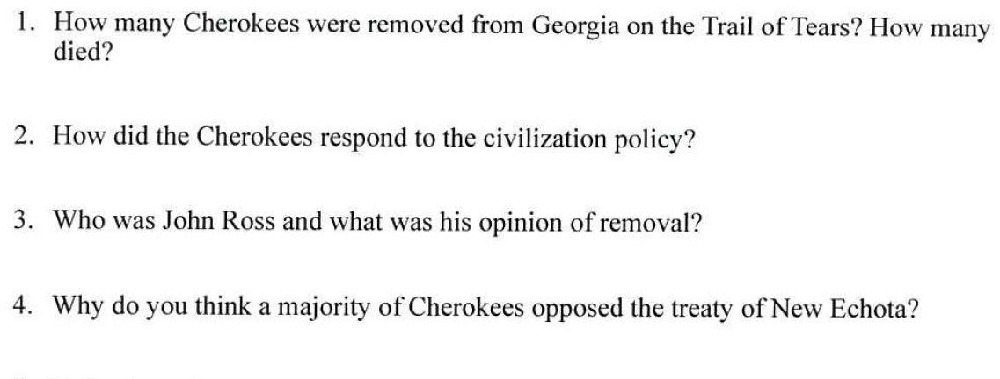 1. How many Cherokees were removed from Georgia on the Trail of Tears? How many
died?
2. How did the Cherokees respond to the civilization policy?
3. Who was John Ross and what was his opinion of removal?
4. Why do you think a majority of Cherokees opposed the treaty of New Echota?